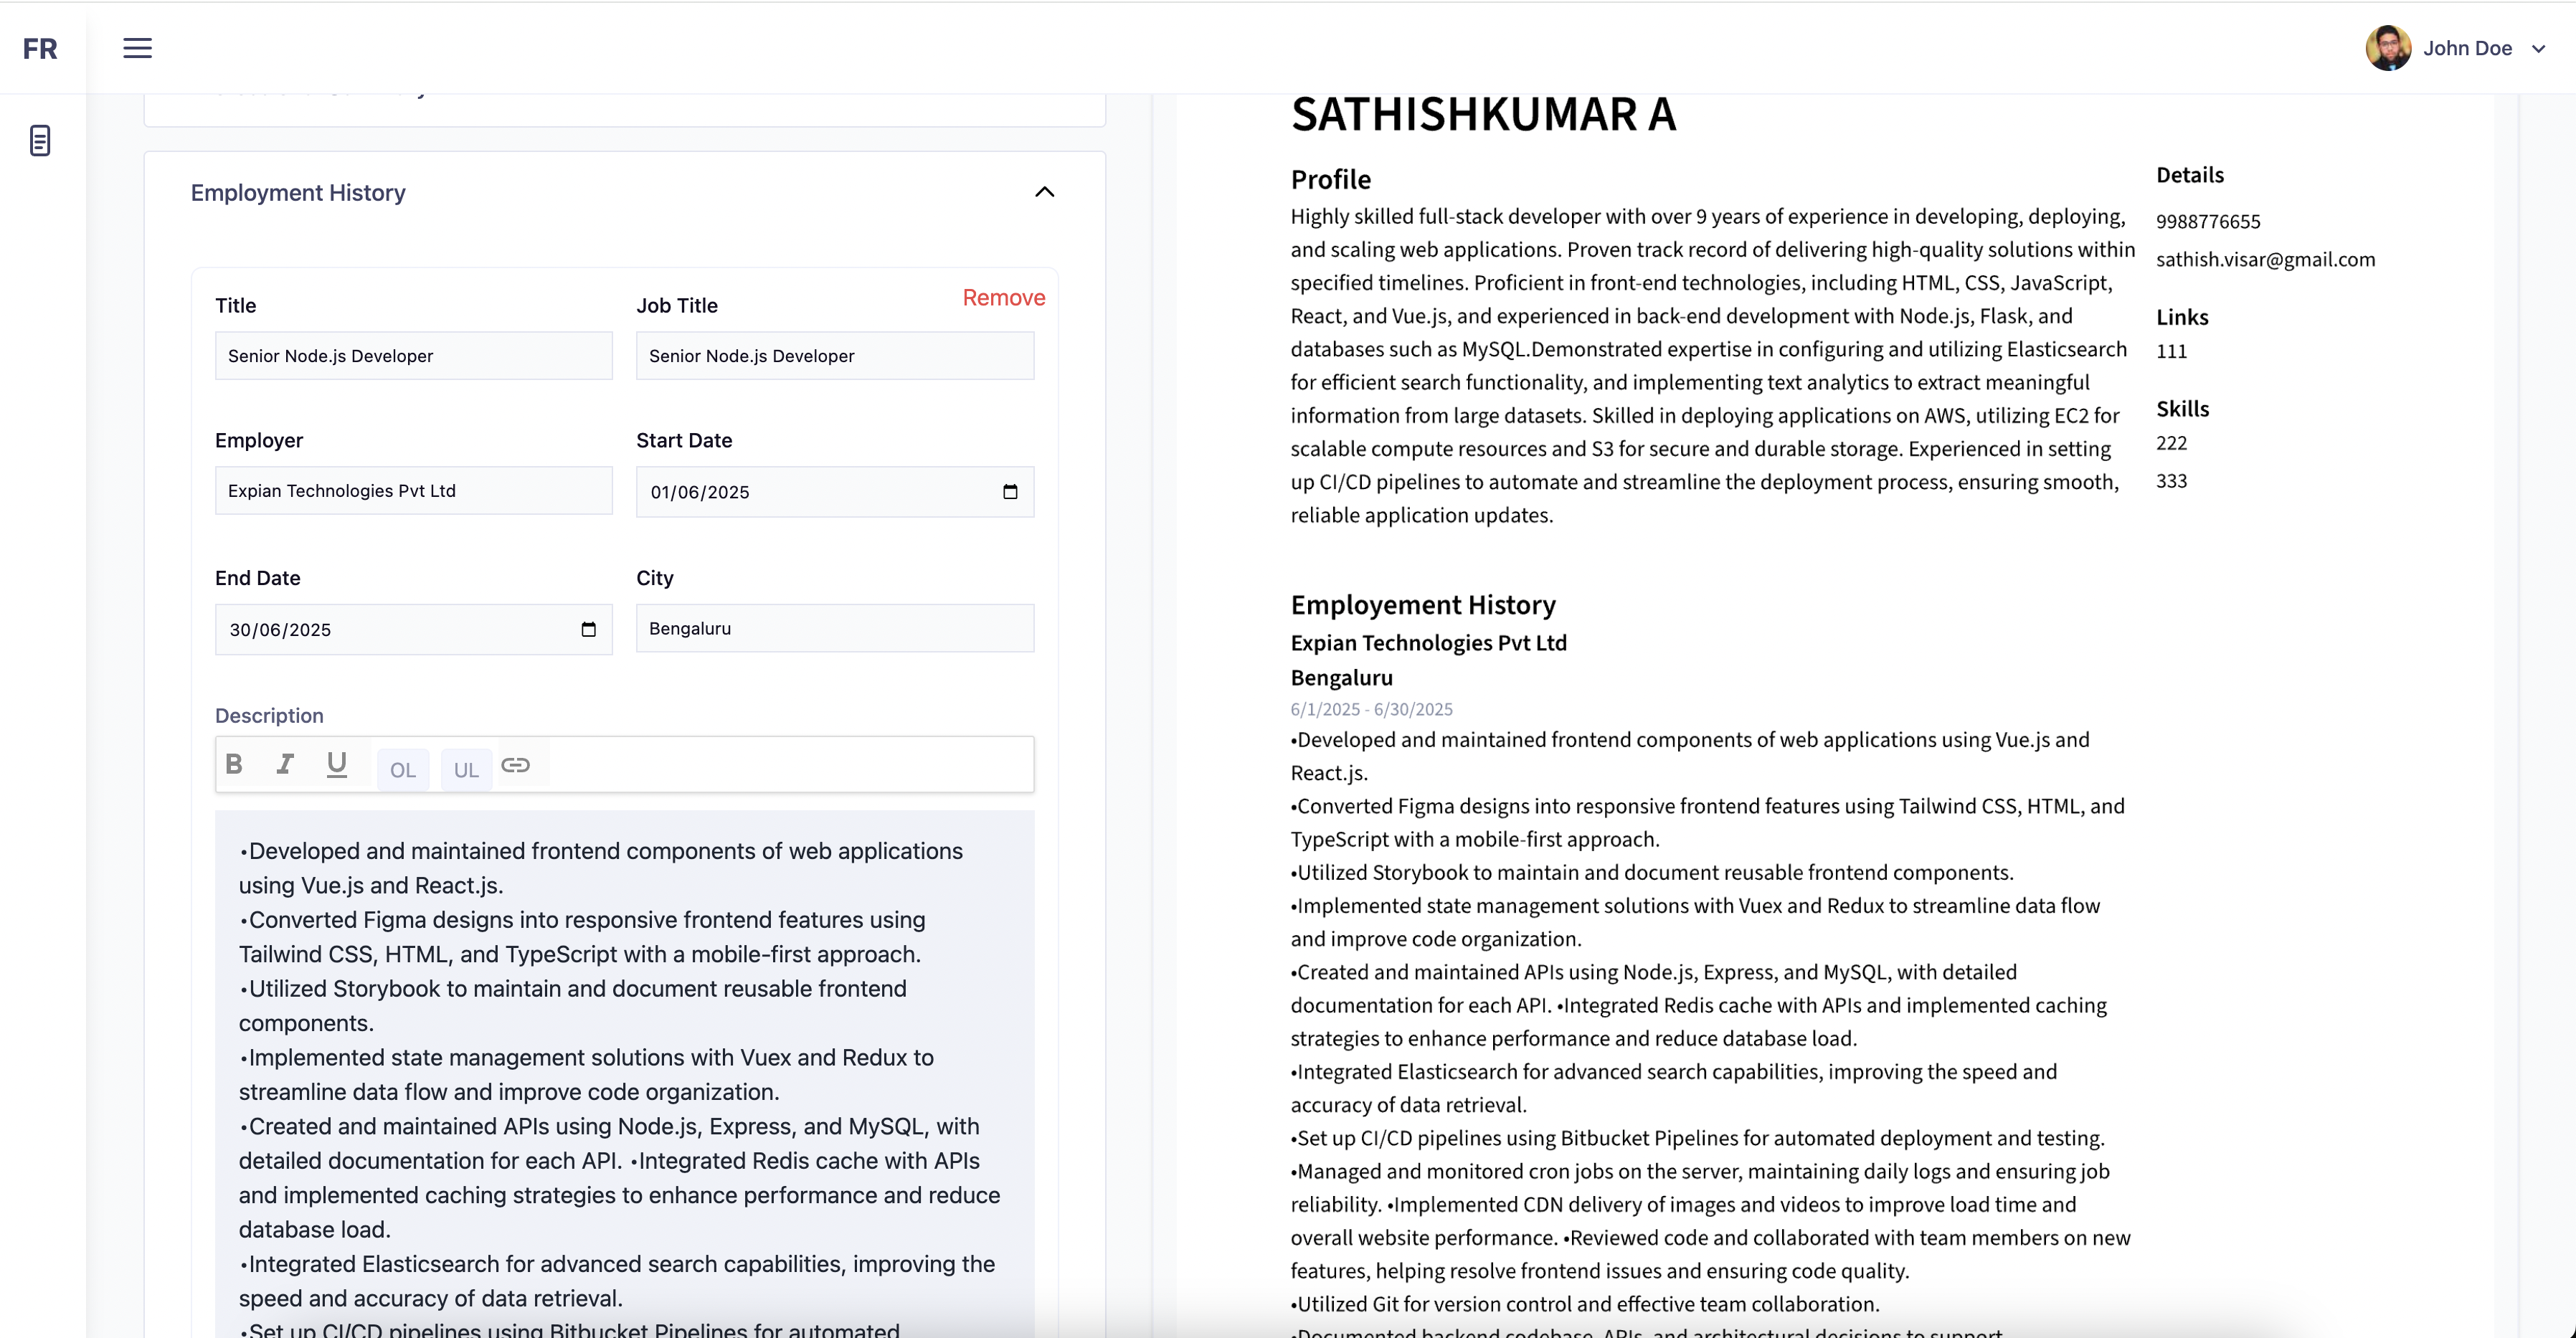 FR
John Doe
Employment History
Remove
Title
Job Title
Senior Node.js Developer
Senior Node.js Developer
Employer
Start Date
Expian Technologies Pvt Ltd
01/06/2025
End Date
City
30/06/2025
Bengaluru
Description
B I U OL UL
•Developed and maintained frontend components of web applications
using Vue.js and React.js.
•Converted Figma designs into responsive frontend features using
Tailwind CSS, HTML, and TypeScript with a mobile-first approach.
•Utilized Storybook to maintain and document reusable frontend
components.
•Implemented state management solutions with Vuex and Redux to
streamline data flow and improve code organization.
•Created and maintained APIs using Node.js, Express, and MySQL, with
detailed documentation for each API. •Integrated Redis cache with APIs
and implemented caching strategies to enhance performance and reduce
database load.
•Integrated Elasticsearch for advanced search capabilities, improving the
speed and accuracy of data retrieval.
•Set up CI/CD pipelines using Bitbucket Pipelines for automated
SATHISHKUMAR A
Profile
Highly skilled full-stack developer with over 9 years of experience in developing, deploying,
and scaling web applications. Proven track record of delivering high-quality solutions within
specified timelines. Proficient in front-end technologies, including HTML, CSS, JavaScript,
React, and Vue.js, and experienced in back-end development with Node.js, Flask, and
databases such as MySQL.Demonstrated expertise in configuring and utilizing Elasticsearch
for efficient search functionality, and implementing text analytics to extract meaningful
information from large datasets. Skilled in deploying applications on AWS, utilizing EC2 for
scalable compute resources and S3 for secure and durable storage. Experienced in setting
up CI/CD pipelines to automate and streamline the deployment process, ensuring smooth,
reliable application updates.
Employement History
Expian Technologies Pvt Ltd
Bengaluru
6/1/2025 - 6/30/2025
•Developed and maintained frontend components of web applications using Vue.js and
React.js.
•Converted Figma designs into responsive frontend features using Tailwind CSS, HTML, and
TypeScript with a mobile-first approach.
•Utilized Storybook to maintain and document reusable frontend components.
•Implemented state management solutions with Vuex and Redux to streamline data flow
and improve code organization.
•Created and maintained APIs using Node.js, Express, and MySQL, with detailed
documentation for each API. •Integrated Redis cache with APIs and implemented caching
strategies to enhance performance and reduce database load.
•Integrated Elasticsearch for advanced search capabilities, improving the speed and
accuracy of data retrieval.
•Set up CI/CD pipelines using Bitbucket Pipelines for automated deployment and testing.
•Managed and monitored cron jobs on the server, maintaining daily logs and ensuring job
reliability. •Implemented CDN delivery of images and videos to improve load time and
overall website performance. •Reviewed code and collaborated with team members on new
features, helping resolve frontend issues and ensuring code quality.
•Utilized Git for version control and effective team collaboration.
•Documented backend codebase, APIs, and architectural decisions to support
Details
9988776655
sathish.visar@gmail.com
Links
111
Skills
222
333